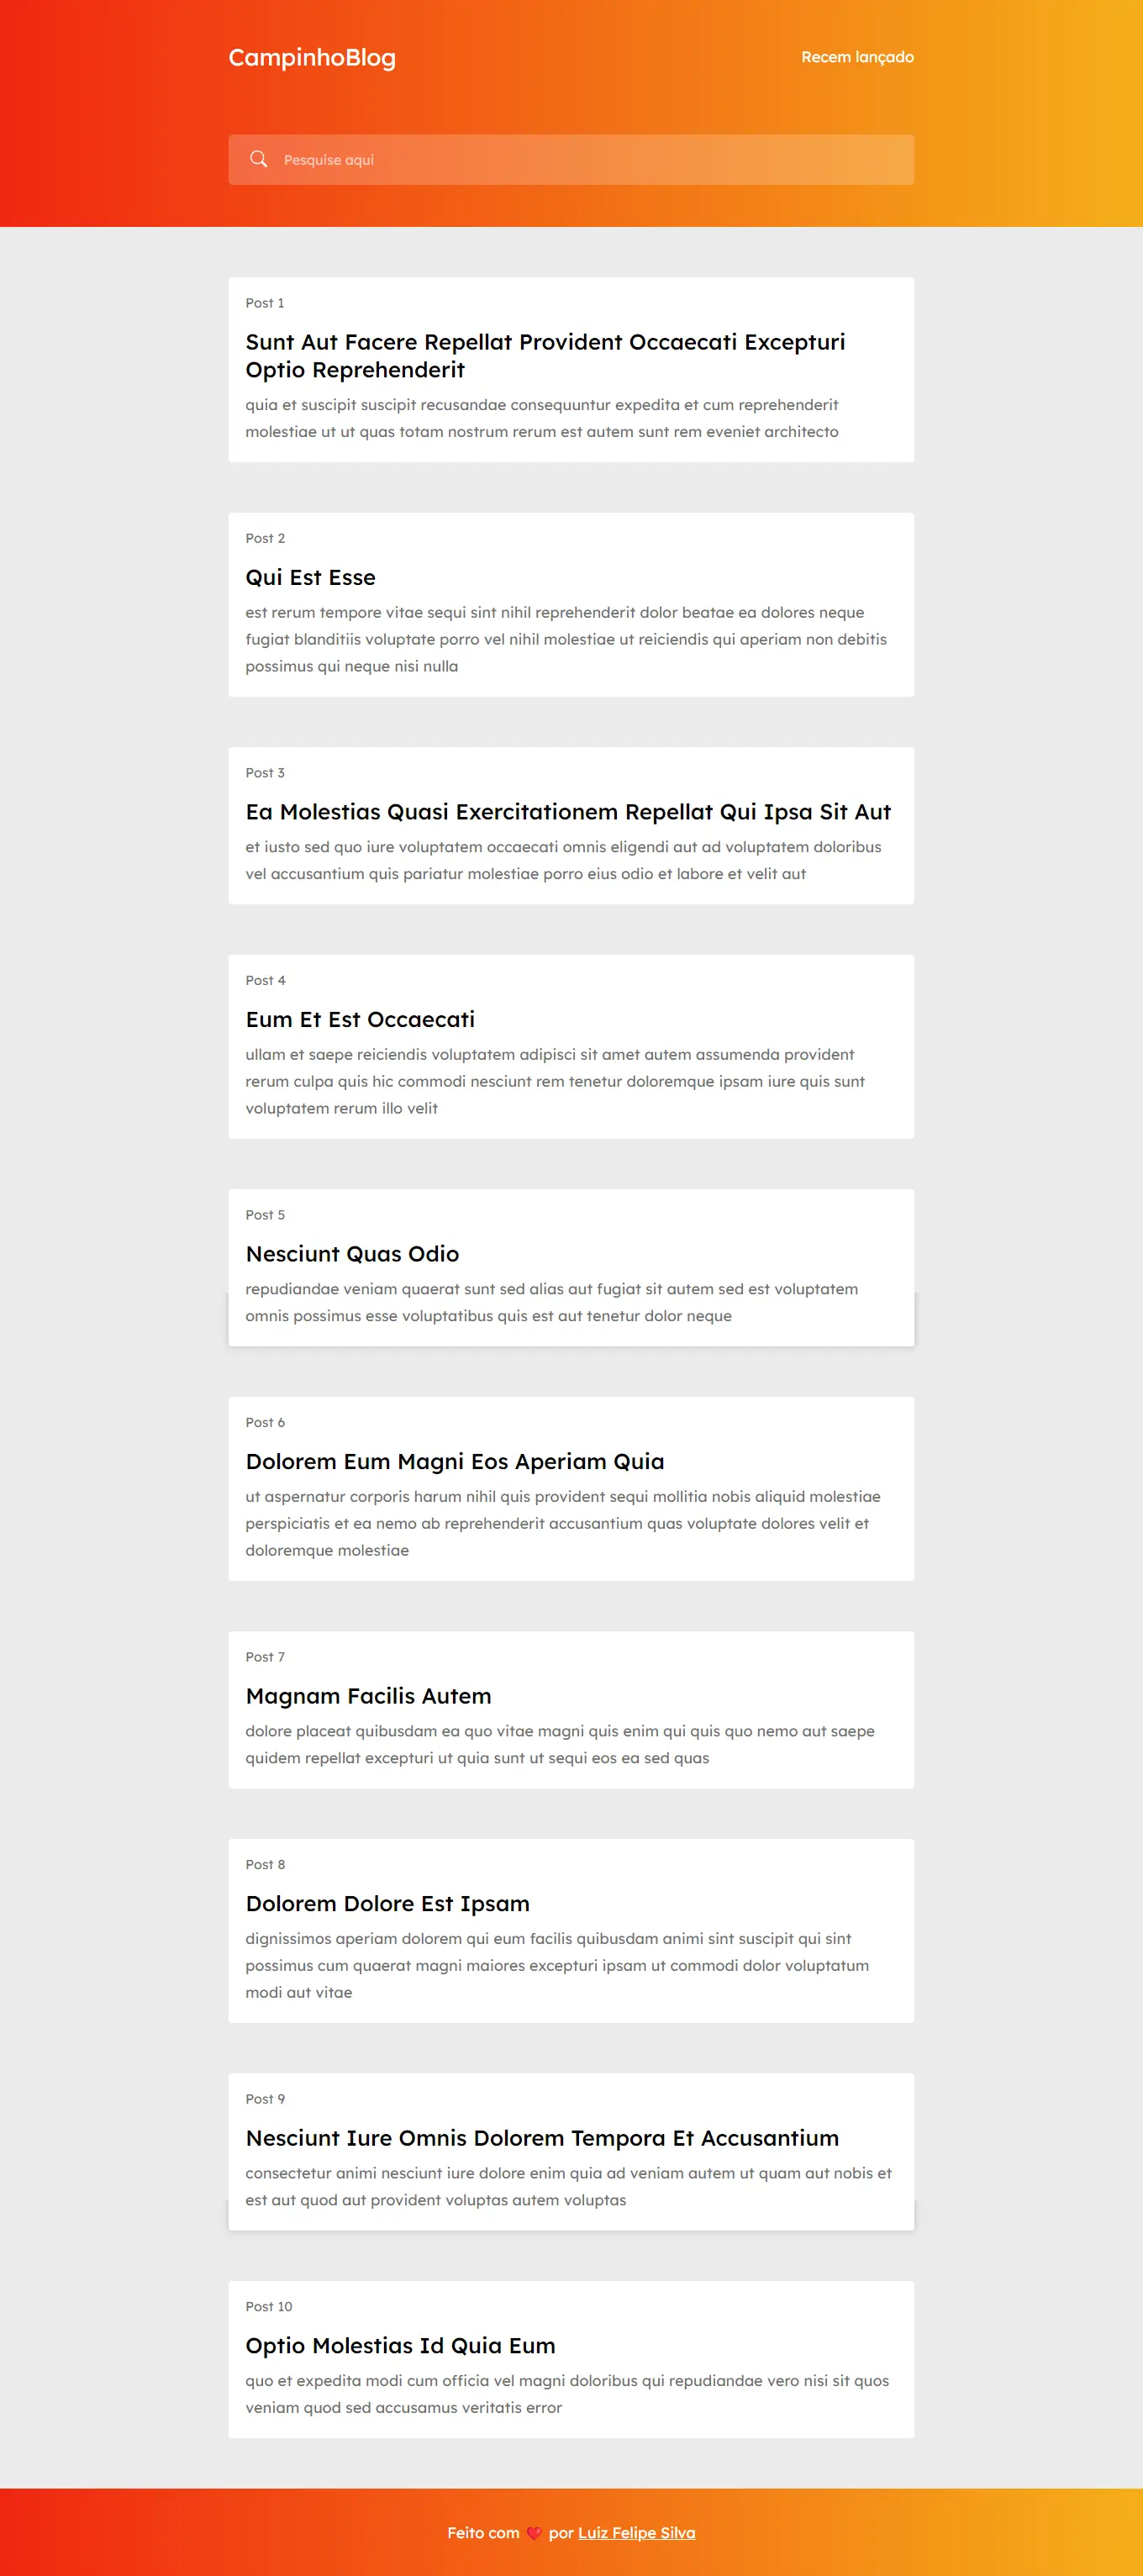 CampinhoBlog
Recem lançado
Pesquise aqui
Post 1
Sunt Aut Facere Repellat Provident Occaecati Excepturi
Optio Reprehenderit
quia et suscipit suscipit recusandae consequuntur expedita et cum reprehenderit
molestiae ut ut quas totam nostrum rerum est autem sunt rem eveniet architecto
Post 2
Qui Est Esse
est rerum tempore vitae sequi sint nihil reprehenderit dolor beatae ea dolores neque
fugiat blanditiis voluptate porro vel nihil molestiae ut reiciendis qui aperiam non debitis
possimus qui neque nisi nulla
Post 3
Ea Molestias Quasi Exercitationem Repellat Qui Ipsa Sit Aut
et iusto sed quo iure voluptatem occaecati omnis eligendi aut ad voluptatem doloribus
vel accusantium quis pariatur molestiae porro eius odio et labore et velit aut
Post 4
Eum Et Est Occaecati
ullam et saepe reiciendis voluptatem adipisci sit amet autem assumenda provident
rerum culpa quis hic commodi nesciunt rem tenetur doloremque ipsam iure quis sunt
voluptatem rerum illo velit
Post 5
Nesciunt Quas Odio
repudiandae veniam quaerat sunt sed alias aut fugiat sit autem sed est voluptatem
omnis possimus esse voluptatibus quis est aut tenetur dolor neque
Post 6
Dolorem Eum Magni Eos Aperiam Quia
ut aspernatur corporis harum nihil quis provident sequi mollitia nobis aliquid molestiae
perspiciatis et ea nemo ab reprehenderit accusantium quas voluptate dolores velit et
doloremque molestiae
Post 7
Magnam Facilis Autem
dolore placeat quibusdam ea quo vitae magni quis enim qui quis quo nemo aut saepe
quidem repellat excepturi ut quia sunt ut sequi eos ea sed quas
Post 8
Dolorem Dolore Est Ipsam
dignissimos aperiam dolorem qui eum facilis quibusdam animi sint suscipit qui sint
possimus cum quaerat magni maiores excepturi ipsam ut commodi dolor voluptatum
modi aut vitae
Post 9
Nesciunt Iure Omnis Dolorem Tempora Et Accusantium
consectetur animi nesciunt iure dolore enim quia ad veniam autem ut quam aut nobis et
est aut quod aut provident voluptas autem voluptas
Post 10
Optio Molestias Id Quia Eum
quo et expedita modi cum officia vel magni doloribus qui repudiandae vero nisi sit quos
veniam quod sed accusamus veritatis error
Feito com ❤️ por Luiz Felipe Silva